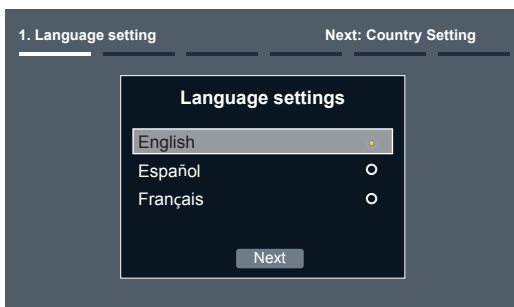 1. Language setting
Next: Country Setting
Language settings
English
Español
Français
Next